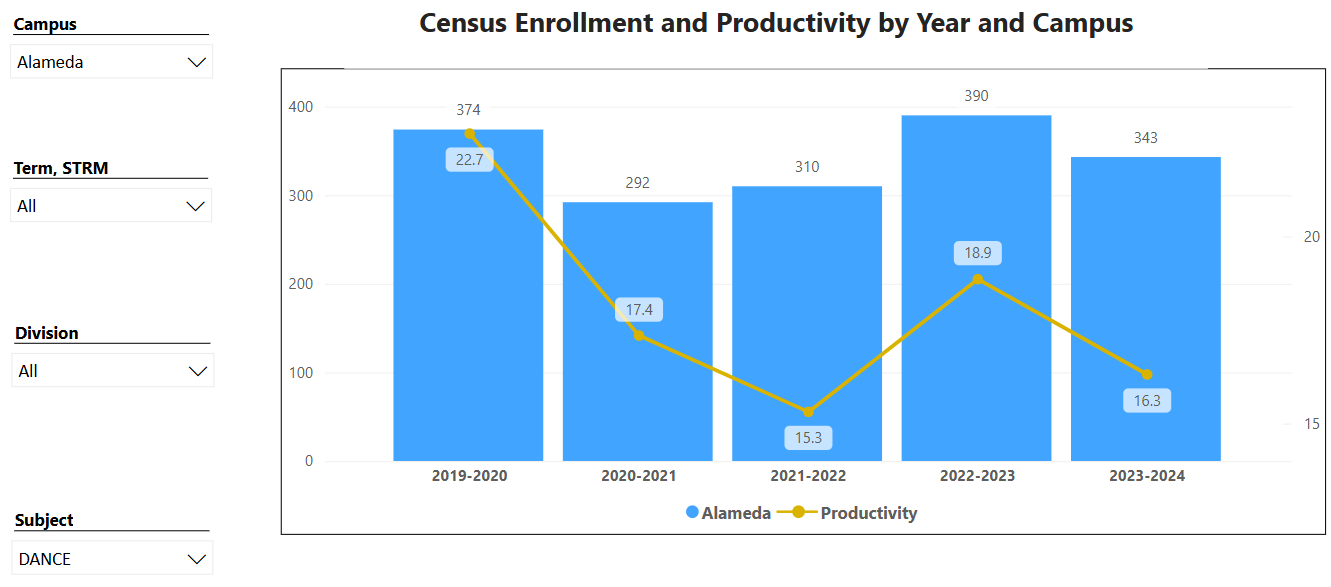 Census Enrollment and Productivity by Year and Campus
Campus
Alameda
Term, STRM
All
Division
All
Subject
DANCE
400
300
200
100
0
374
292
310
390
343
22.7
17.4
15.3
18.9
16.3
20
15
2019-2020
2020-2021
2021-2022
2022-2023
2023-2024
Alameda Productivity